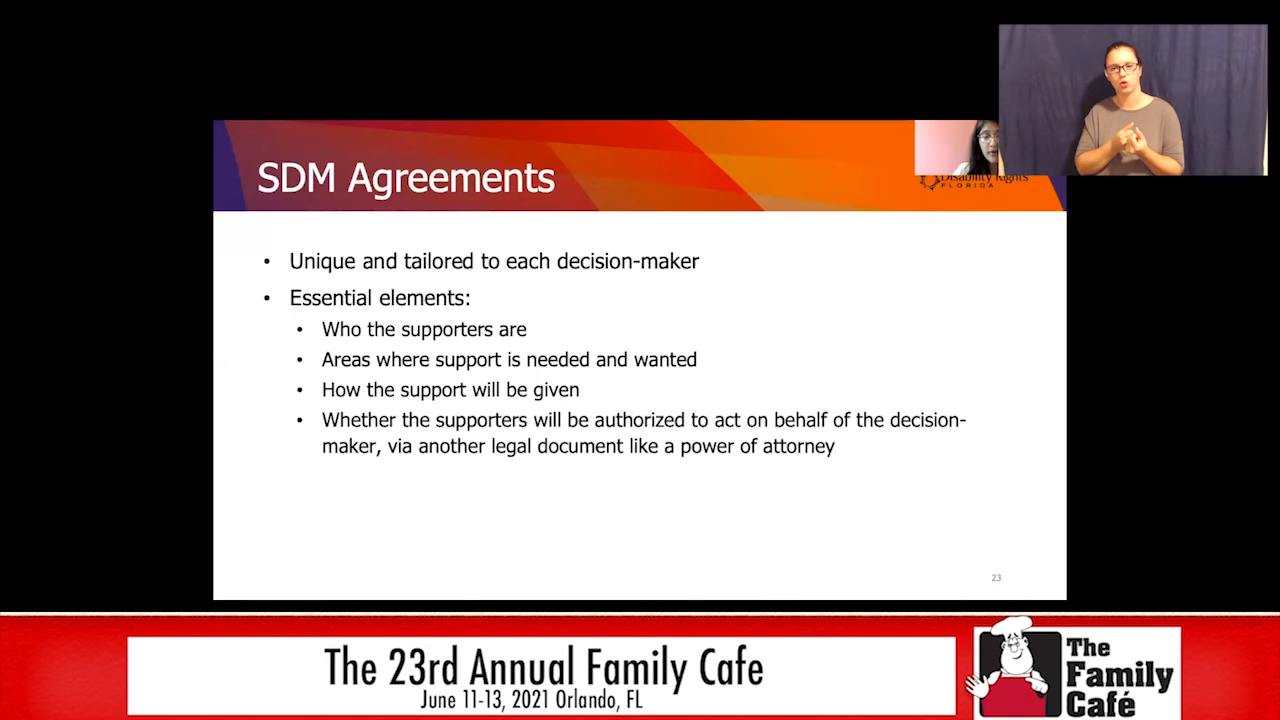 SDM Agreements
Disability Rights
FLORIDA
• Unique and tailored to each decision-maker
• Essential elements:
• Who the supporters are
• Areas where support is needed and wanted
• How the support will be given
• Whether the supporters will be authorized to act on behalf of the decision-
maker, via another legal document like a power of attorney
23
The 23rd Annual Family Cafe
June 11-13, 2021 Orlando, FL
The
Family
Café